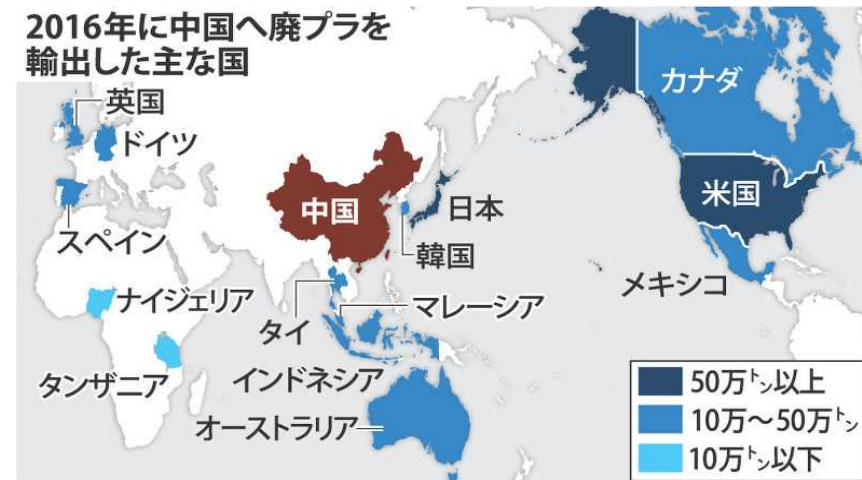 2016年に中国へ廃プラを
輸出した主な国
英国
ドイツ
スペイン
ナイジェリア
タンザニア
中国
日本
韓国
タイ
マレーシア
インドネシア
オーストラリア
カナダ
米国
メキシコ
50万トン以上
10万～50万トン
10万トン以下